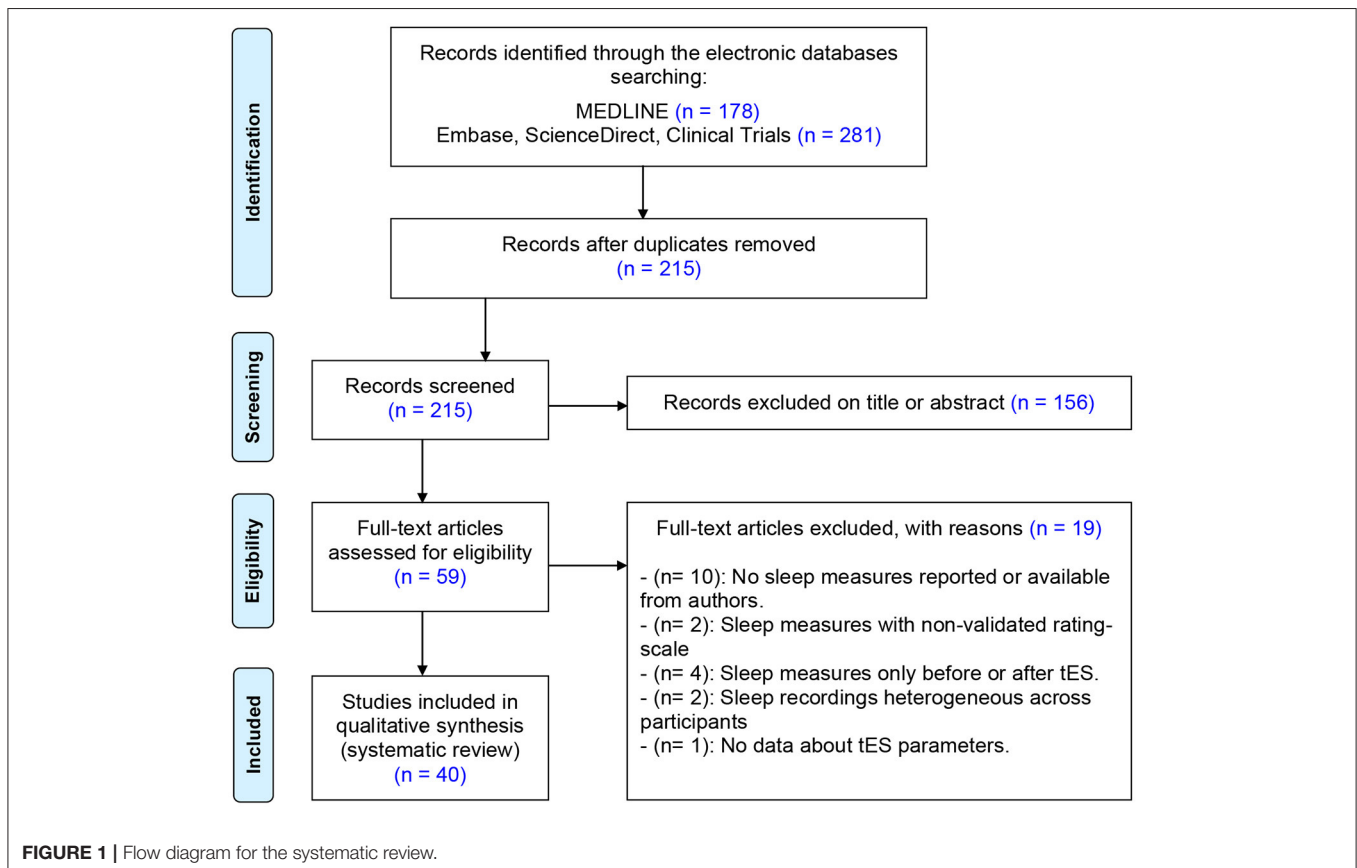 Identification
Records identified through the electronic databases
searching:
MEDLINE (n = 178)
Embase, ScienceDirect, Clinical Trials (n = 281)
Records after duplicates removed
(n = 215)
Screening
Records screened
(n = 215)
Records excluded on title or abstract (n = 156)
Eligibility
Full-text articles
assessed for eligibility
(n = 59)
Full-text articles excluded, with reasons (n = 19)
- (n= 10): No sleep measures reported or available
from authors.
- (n= 2): Sleep measures with non-validated rating-
scale
- (n= 4): Sleep measures only before or after tES.
- (n= 2): Sleep recordings heterogeneous across
participants
- (n= 1): No data about tES parameters.
Included
Studies included in
qualitative synthesis
(systematic review)
(n = 40)
FIGURE 1 | Flow diagram for the systematic review.